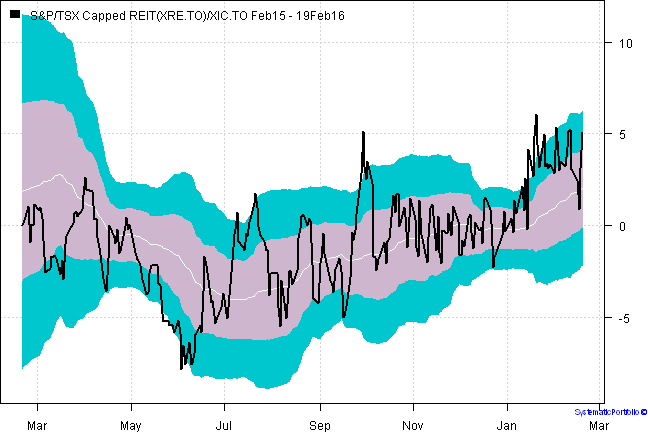 S&P/TSX Capped REIT(XRE.TO)/XIC.TO Feb15 - 19Feb16
10
5
0
-5
Mar May Jul Sep Nov Jan Mar
SystematicPortfolio ©